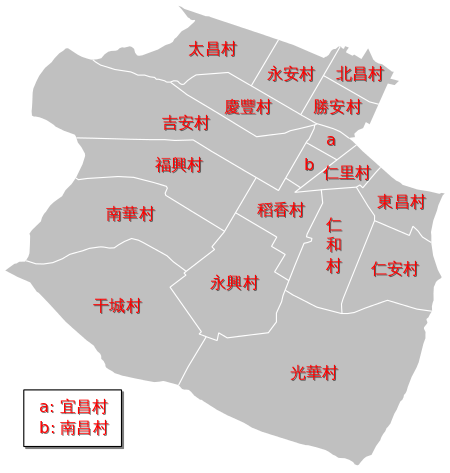 太昌村
永安村
北昌村
慶豐村
勝安村
吉安村
a
福興村
b
仁里村
南華村
稻香村
東昌村
仁和村
永興村
仁安村
干城村
光華村
a: 宜昌村
b: 南昌村